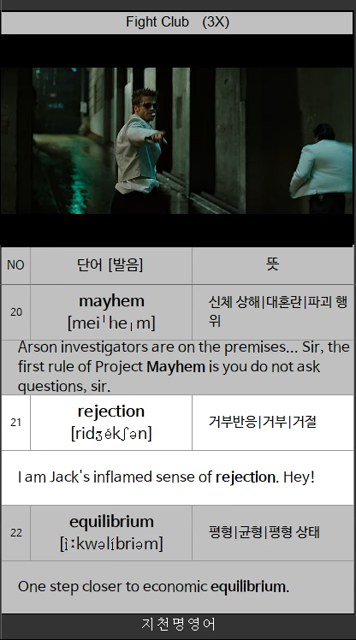 Fight Club (3X)
NO 단어 [발음] 뜻
20 mayhem 신체 상해|대혼란|파괴 행위
[meiˈheˌm]
Arson investigators are on the premises... Sir, the
first rule of Project Mayhem is you do not ask
questions, sir.
21 rejection 거부반응|거부|거절
[ridʒékʃən]
I am Jack's inflamed sense of rejection. Hey!
22 equilibrium 평형|균형|평형 상태
[ìːkwəlíbriəm]
One step closer to economic equilibrium.
지천명영어